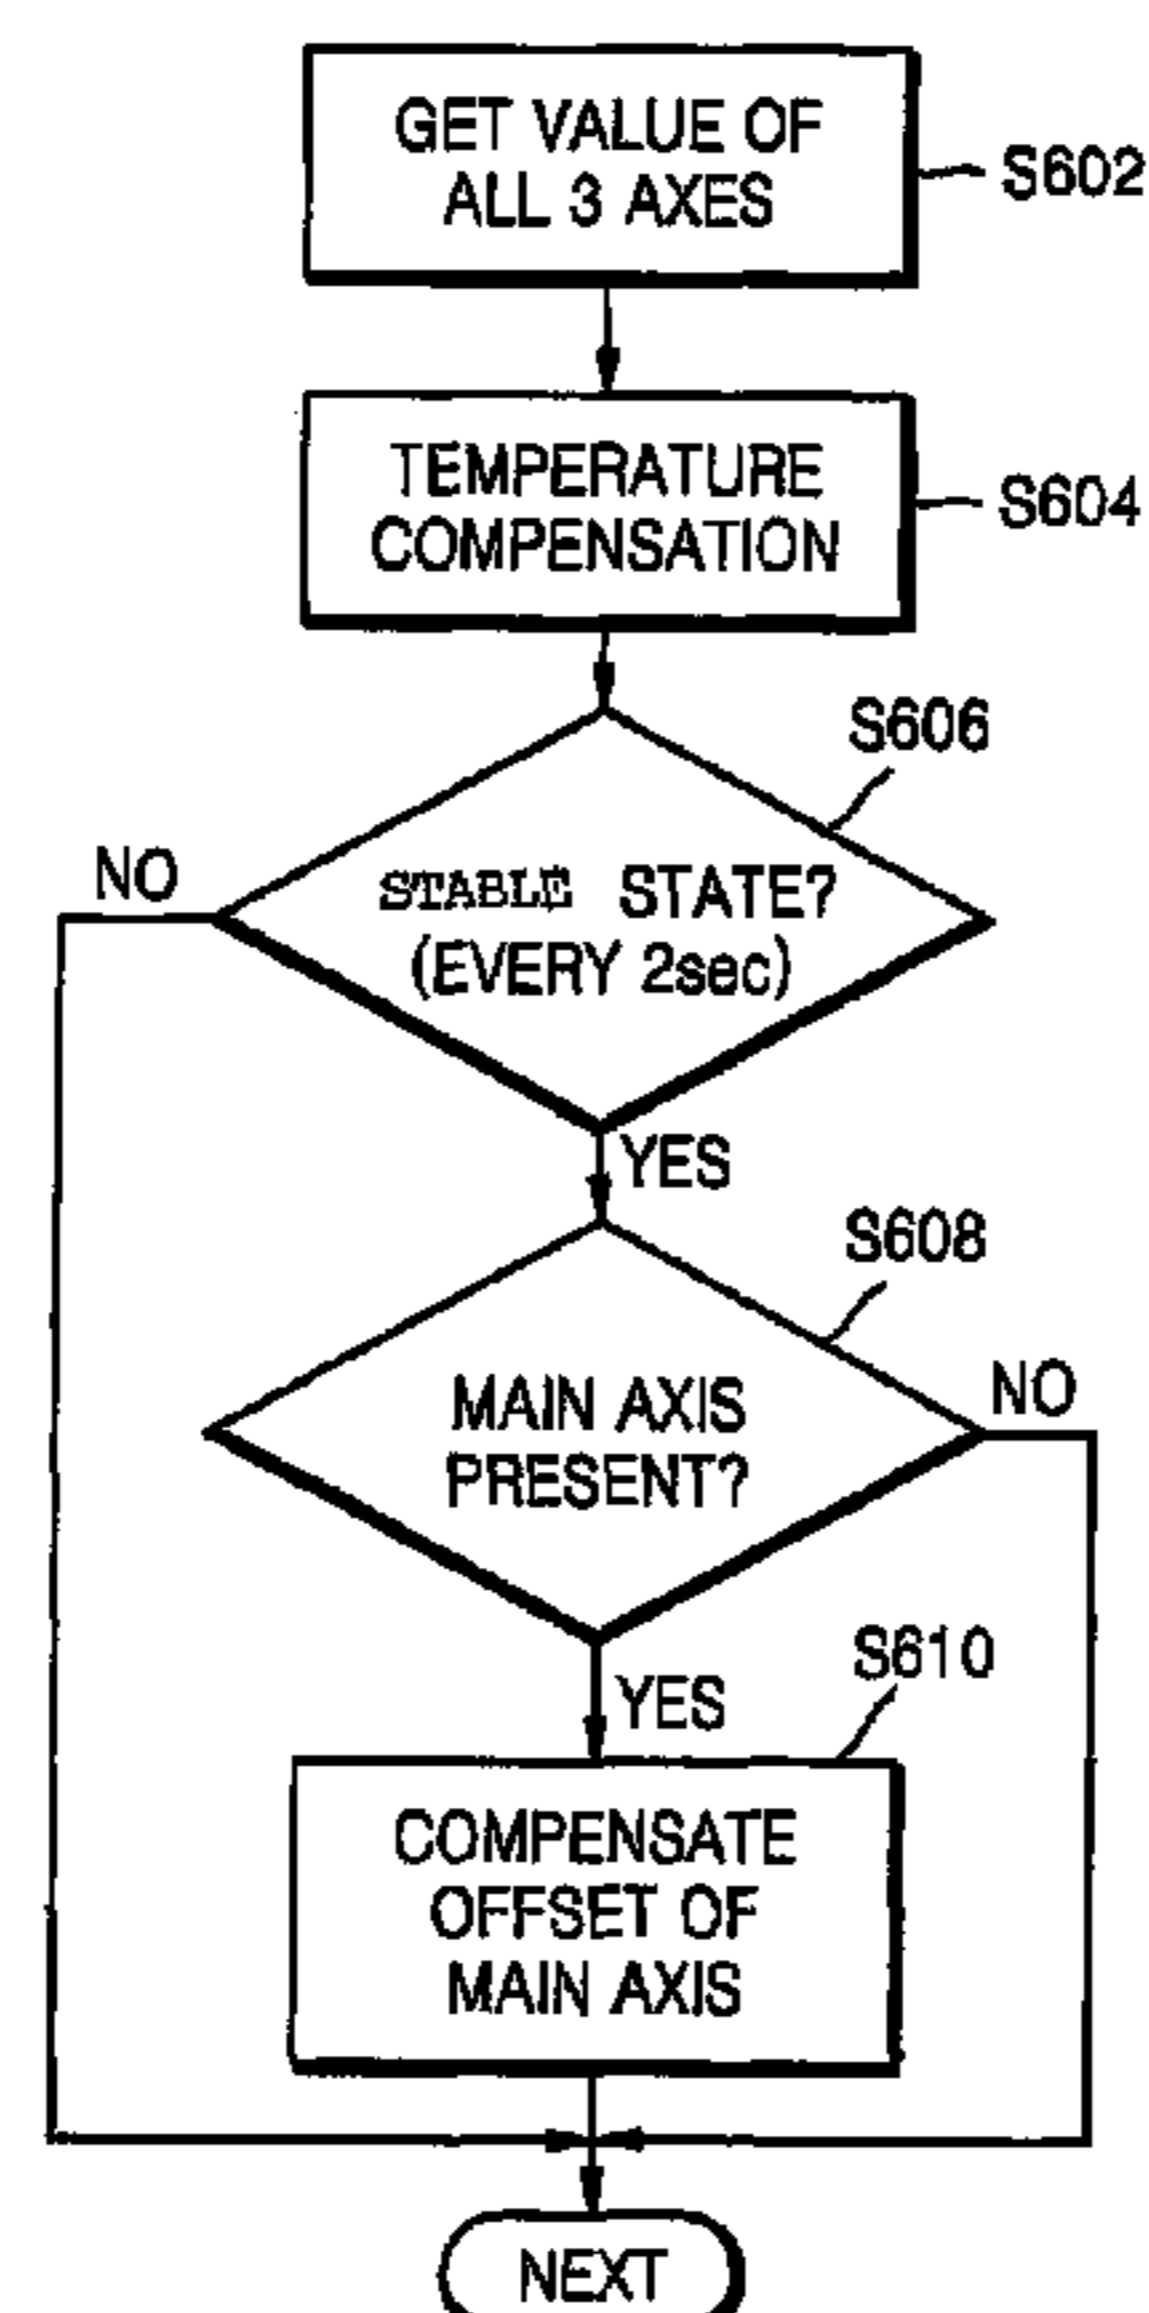 GET VALUE OF
ALL 3 AXES
S602
TEMPERATURE
COMPENSATION
S604
S606
NO
STABLE STATE?
(EVERY 2sec)
YES
S608
NO
MAIN AXIS
PRESENT?
YES
S610
COMPENSATE
OFFSET OF
MAIN AXIS
NEXT